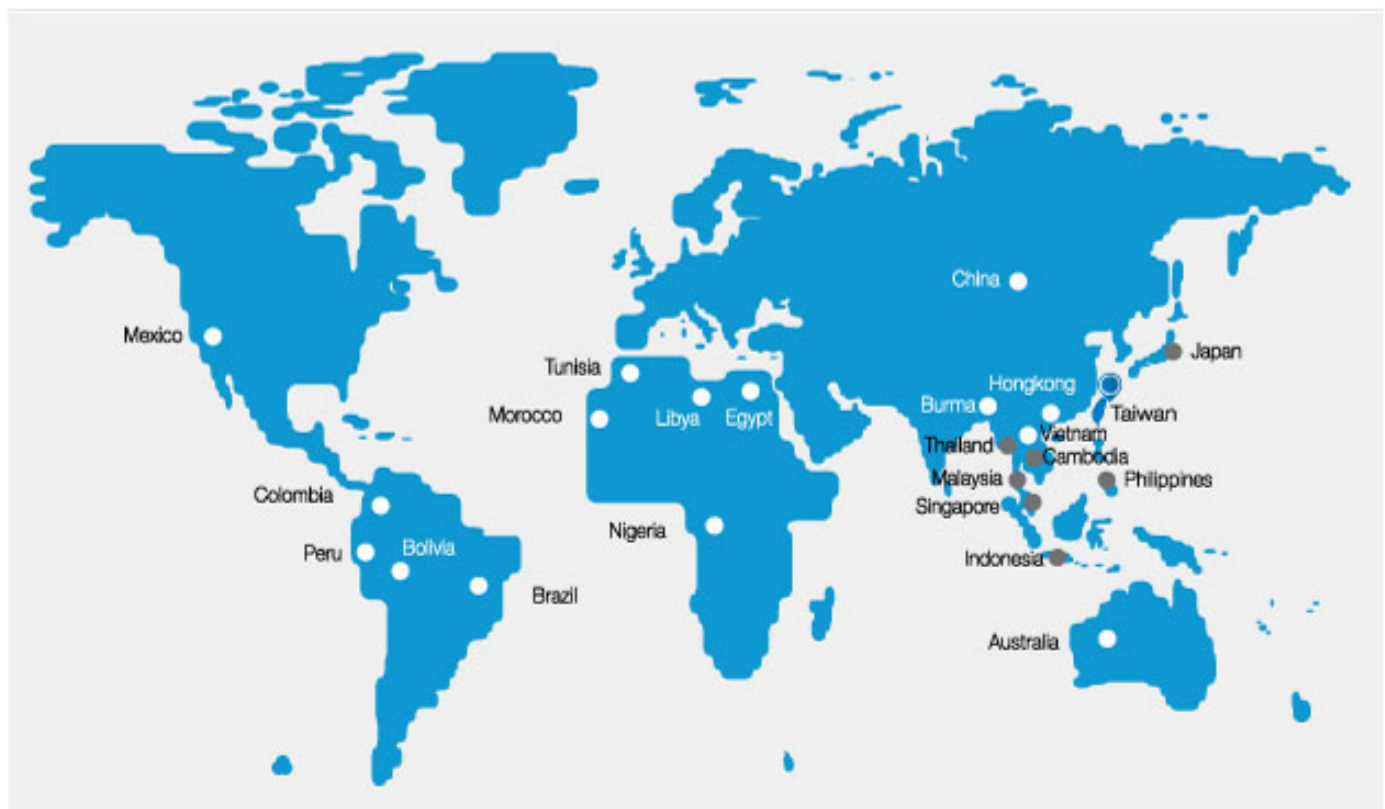 China
Mexico
Japan
Tunisia
Hongkong
Burma
Morocco
Libya
Egypt
Taiwan
Vietnam
Thailand
Cambodia
Malaysia
Philippines
Colombia
Singapore
Nigeria
Peru
Bolivia
Indonesia
Brazil
Australia